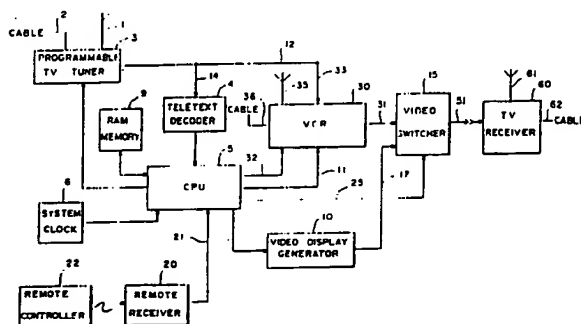 2
1
CABLE
3
12
PROGRAMMABLE
TV TUNER
14
4
33
35
15
61
60
9
TELETEXT
DECODER
CABLE
36
30
31
VIDEO
SWITCHER
51
TV
RECEIVER
62
CABLE
RAM
MEMORY
VCR
5
32
11
6
CPU
25
17
SYSTEM
CLOCK
21
10
VIDEO DISPLAY
GENERATOR
22
20
REMOTE
CONTROLLER
REMOTE
RECEIVER